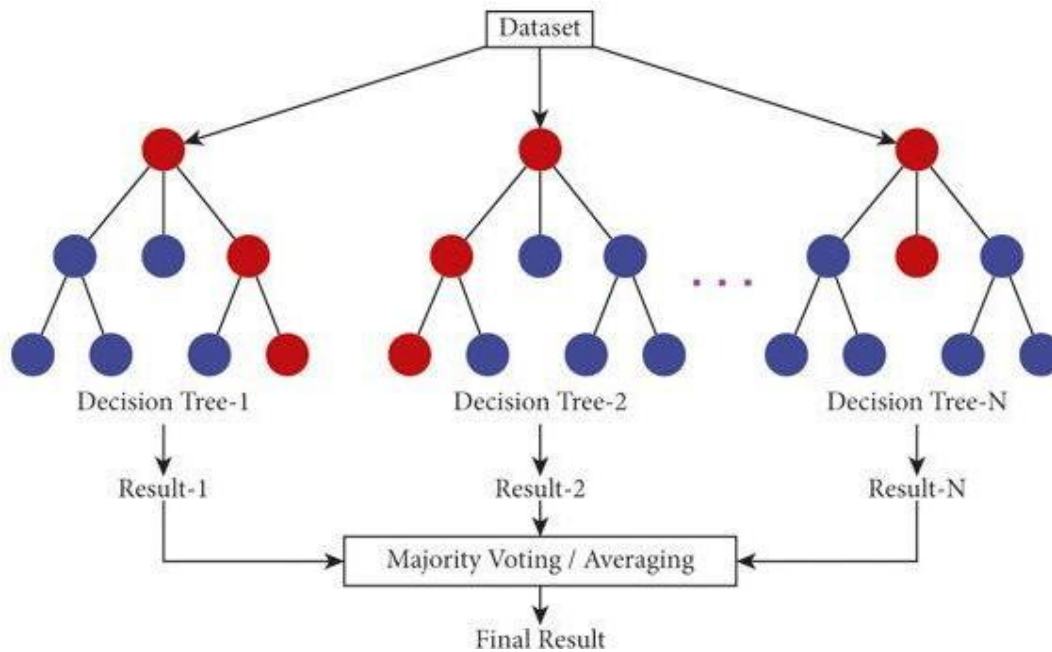 Dataset
Decision Tree-1
Decision Tree-2
Decision Tree-N
Result-1
Result-2
Result-N
Majority Voting / Averaging
Final Result